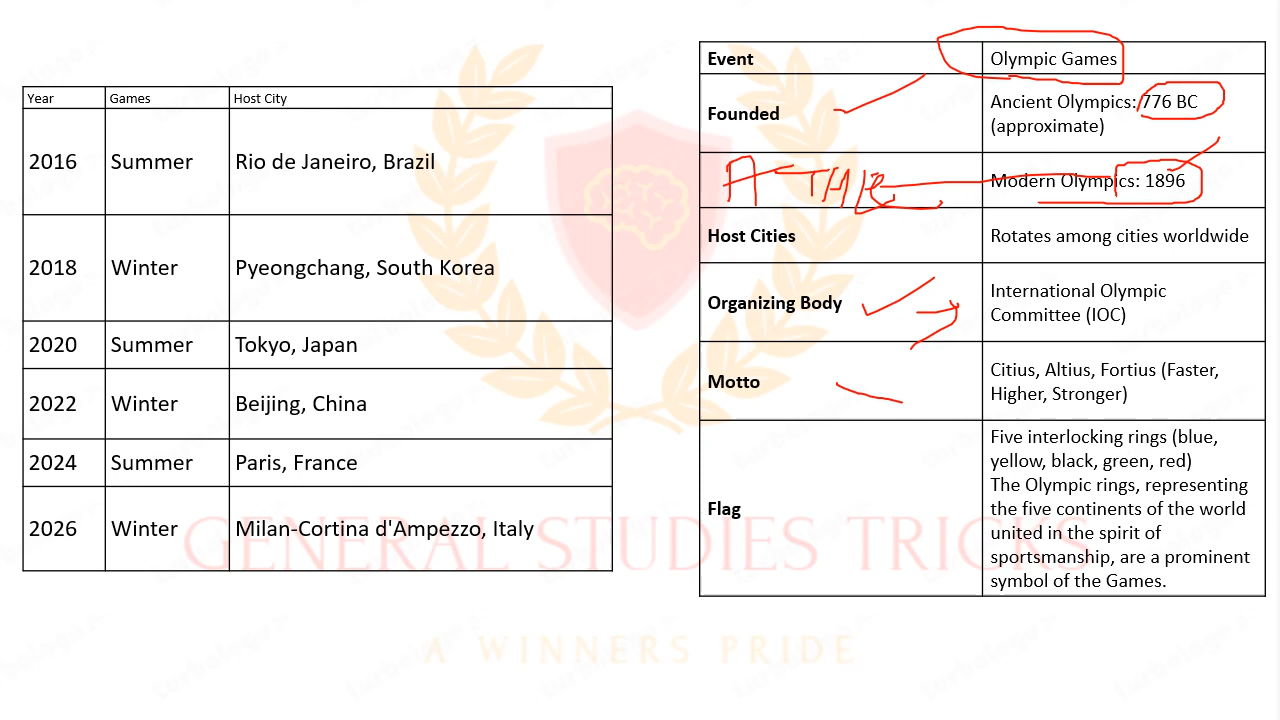 Year Games Host City
2016 Summer Rio de Janeiro, Brazil
2018 Winter Pyeongchang, South Korea
2020 Summer Tokyo, Japan
2022 Winter Beijing, China
2024 Summer Paris, France
2026 Winter Milan-Cortina d'Ampezzo, Italy
Event Olympic Games
Founded Ancient Olympics: 776 BC
(approximate)
Modern Olympics: 1896
Host Cities Rotates among cities worldwide
Organizing Body International Olympic
Committee (IOC)
Motto Citius, Altius, Fortius (Faster,
Higher, Stronger)
Flag Five interlocking rings (blue,
yellow, black, green, red)
The Olympic rings, representing
the five continents of the world
united in the spirit of
sportsmanship, are a prominent
symbol of the Games.
GENERAL STUDIES TRICKS
A WINNERS PRIDE